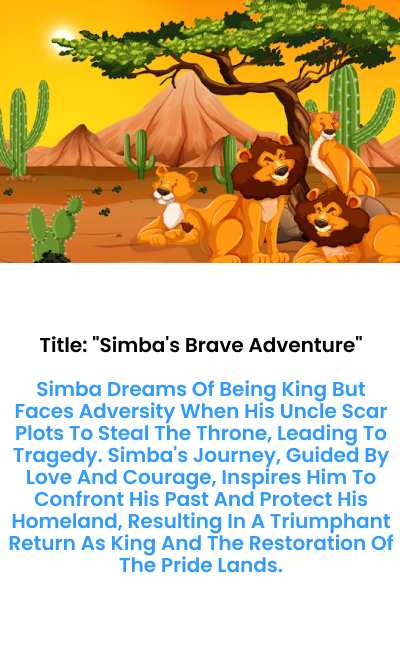 Title: "Simba's Brave Adventure"
Simba Dreams Of Being King But
Faces Adversity When His Uncle Scar
Plots To Steal The Throne, Leading To
Tragedy. Simba's Journey, Guided By
Love And Courage, Inspires Him To
Confront His Past And Protect His
Homeland, Resulting In A Triumphant
Return As King And The Restoration Of
The Pride Lands.